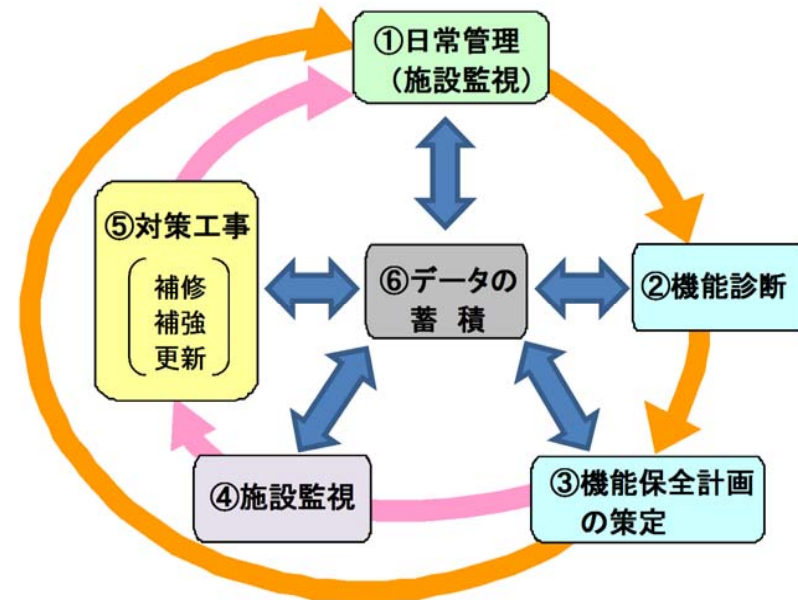 ①日常管理
(施設監視)
②機能診断
③機能保全計画
の策定
④施設監視
⑤対策工事
補修
補強
更新
⑥データの
蓄 積